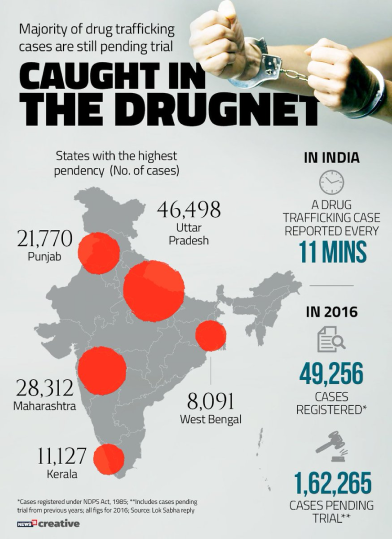 Majority of drug trafficking
cases are still pending trial
CAUGHT IN
THE DRUGNET
States with the highest
pendency (No. of cases)
46,498
Uttar
Pradesh
21,770
Punjab
28,312
Maharashtra
8,091
West Bengal
11,127
Kerala
IN INDIA
A DRUG
TRAFFICKING CASE
REPORTED EVERY
11 MINS
IN 2016
49,256
CASES
REGISTERED*
1,62,265
CASES PENDING
TRIAL**
*Cases registered under NDPS Act, 1985; **Includes cases pending
trial from previous years; all figs for 2016; Source: Lok Sabha reply
NEWS18 creative